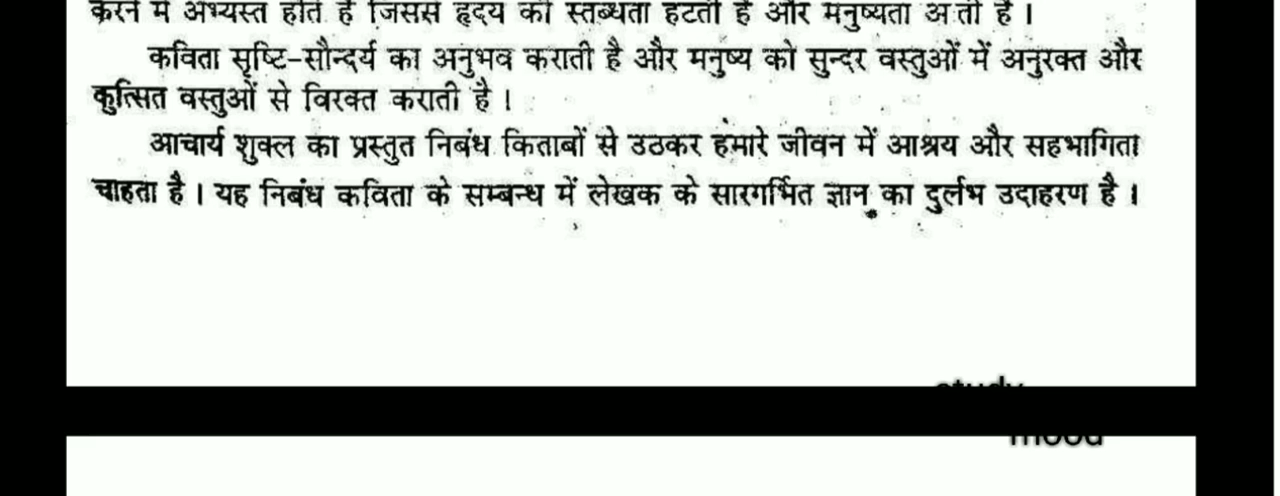 करने में अभ्यस्त होते हैं जिससे हृदय की स्तब्धता हटती है और मनुष्यता आती है ।
कविता सृष्टि-सौन्दर्य का अनुभव कराती है और मनुष्य को सुन्दर वस्तुओं में अनुरक्त और
कुत्सित वस्तुओं से विरक्त कराती है ।
आचार्य शुक्ल का प्रस्तुत निबंध किताबों से उठकर हमारे जीवन में आश्रय और सहभागिता
चाहता है । यह निबंध कविता के सम्बन्ध में लेखक के सारगर्भित ज्ञान का दुर्लभ उदाहरण है ।
study
mood